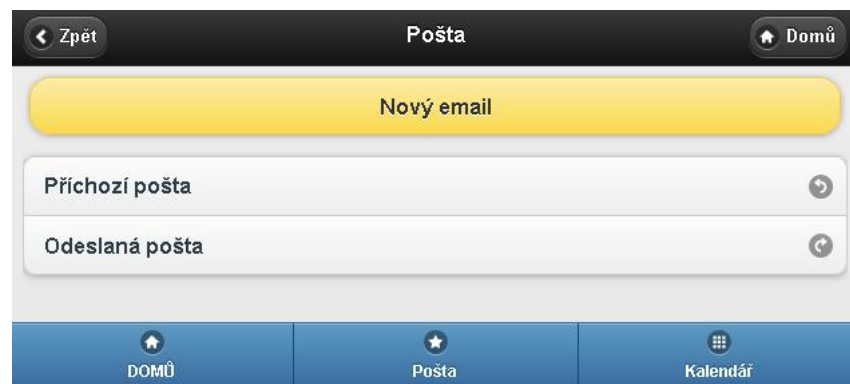 Zpět Pošta Domů
Nový email
Příchozí pošta
Odeslaná pošta
DOMŮ Pošta Kalendář